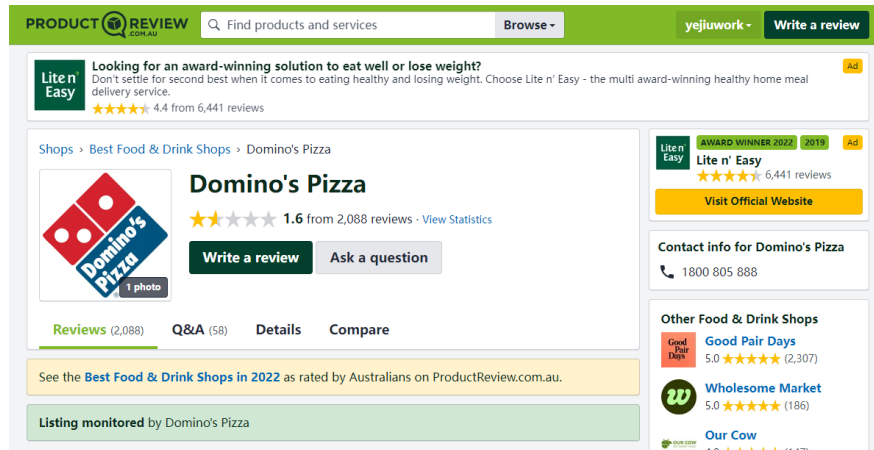 PRODUCT REVIEW
.COM.AU
Find products and services
Browse
yejiuwork
Write a review
Lite n'
Easy
Looking for an award-winning solution to eat well or lose weight?
Don't settle for second best when it comes to eating healthy and losing weight. Choose Lite n' Easy - the multi award-winning healthy home meal
delivery service.
4.4 from 6,441 reviews
Ad
Shops › Best Food & Drink Shops › Domino's Pizza
Domino's
Pizza
1 photo
Domino's Pizza
1.6 from 2,088 reviews · View Statistics
Write a review
Ask a question
Reviews (2,088)
Q&A (58)
Details
Compare
See the Best Food & Drink Shops in 2022 as rated by Australians on ProductReview.com.au.
Listing monitored by Domino's Pizza
Lite n'
Easy
AWARD WINNER 2022
2019
Ad
Lite n' Easy
6,441 reviews
Visit Official Website
Contact info for Domino's Pizza
1800 805 888
Other Food & Drink Shops
Good
Pair
Days
Good Pair Days
5.0 (2,307)
w
Wholesome Market
5.0 (186)
OUR COW
Our Cow